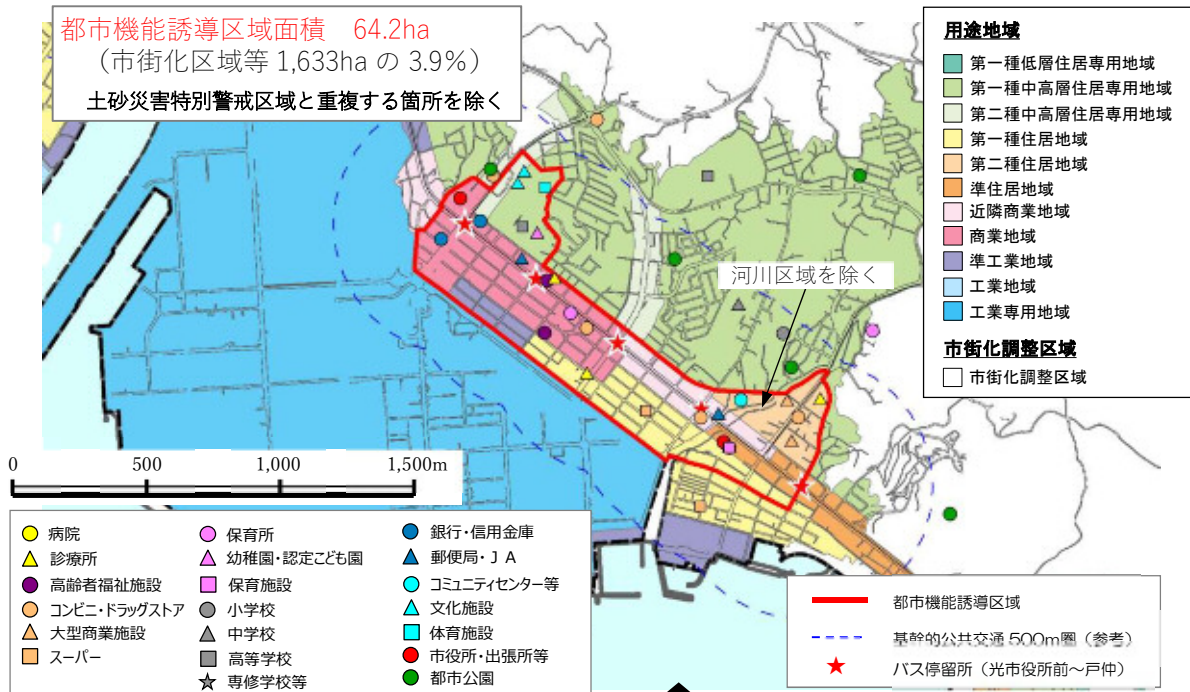 都市機能誘導区域面積 64.2ha
（市街化区域等 1,633ha の 3.9%）
土砂災害特別警戒区域と重複する箇所を除く
用途地域
第一種低層住居専用地域
第一種中高層住居専用地域
第二種中高層住居専用地域
第一種住居地域
第二種住居地域
準住居地域
近隣商業地域
商業地域
準工業地域
工業地域
工業専用地域
市街化調整区域
市街化調整区域
河川区域を除く
0 500 1,000 1,500m
病院
診療所
高齢者福祉施設
コンビニ・ドラッグストア
大型商業施設
スーパー
保育所
幼稚園・認定こども園
保育施設
小学校
中学校
高等学校
専修学校等
銀行・信用金庫
郵便局・ＪＡ
コミュニティセンター等
文化施設
体育施設
市役所・出張所等
都市公園
都市機能誘導区域
基幹的公共交通 500m圏（参考）
バス停留所（光市役所前～戸仲）